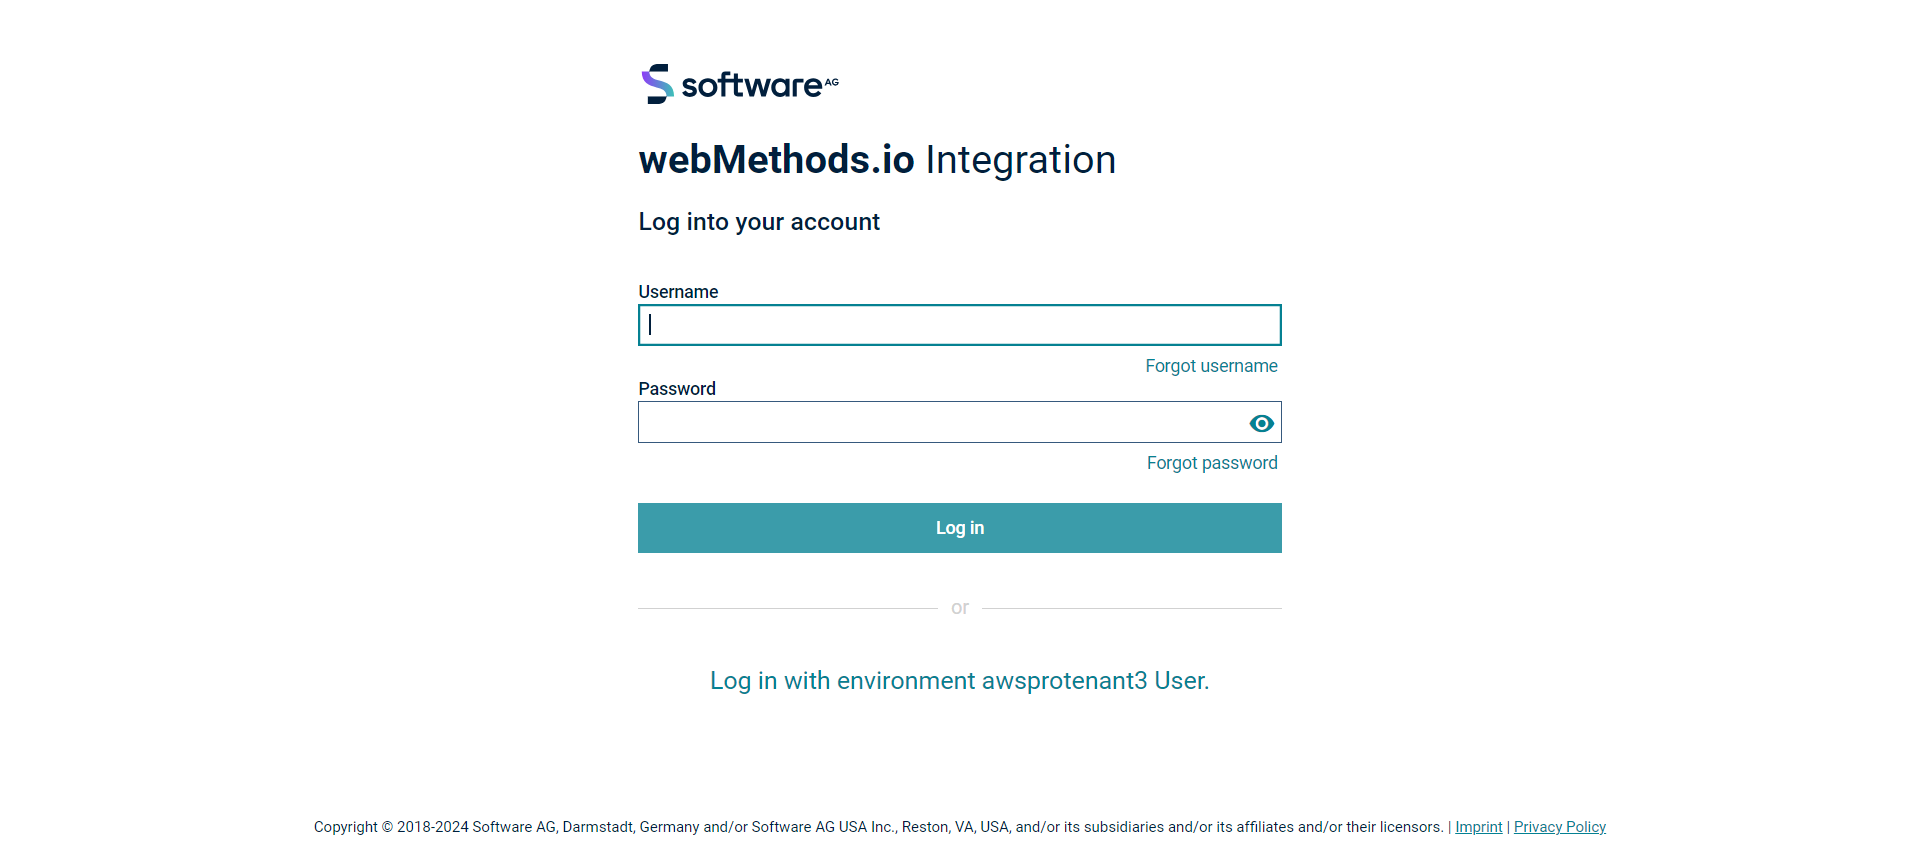 software AG
webMethods.io Integration
Log into your account
Username
Forgot username
Password
Forgot password
Log in
or
Log in with environment awsprotenant3 User.
Copyright © 2018-2024 Software AG, Darmstadt, Germany and/or Software AG USA Inc., Reston, VA, USA, and/or its subsidiaries and/or its affiliates and/or their licensors. | Imprint | Privacy Policy